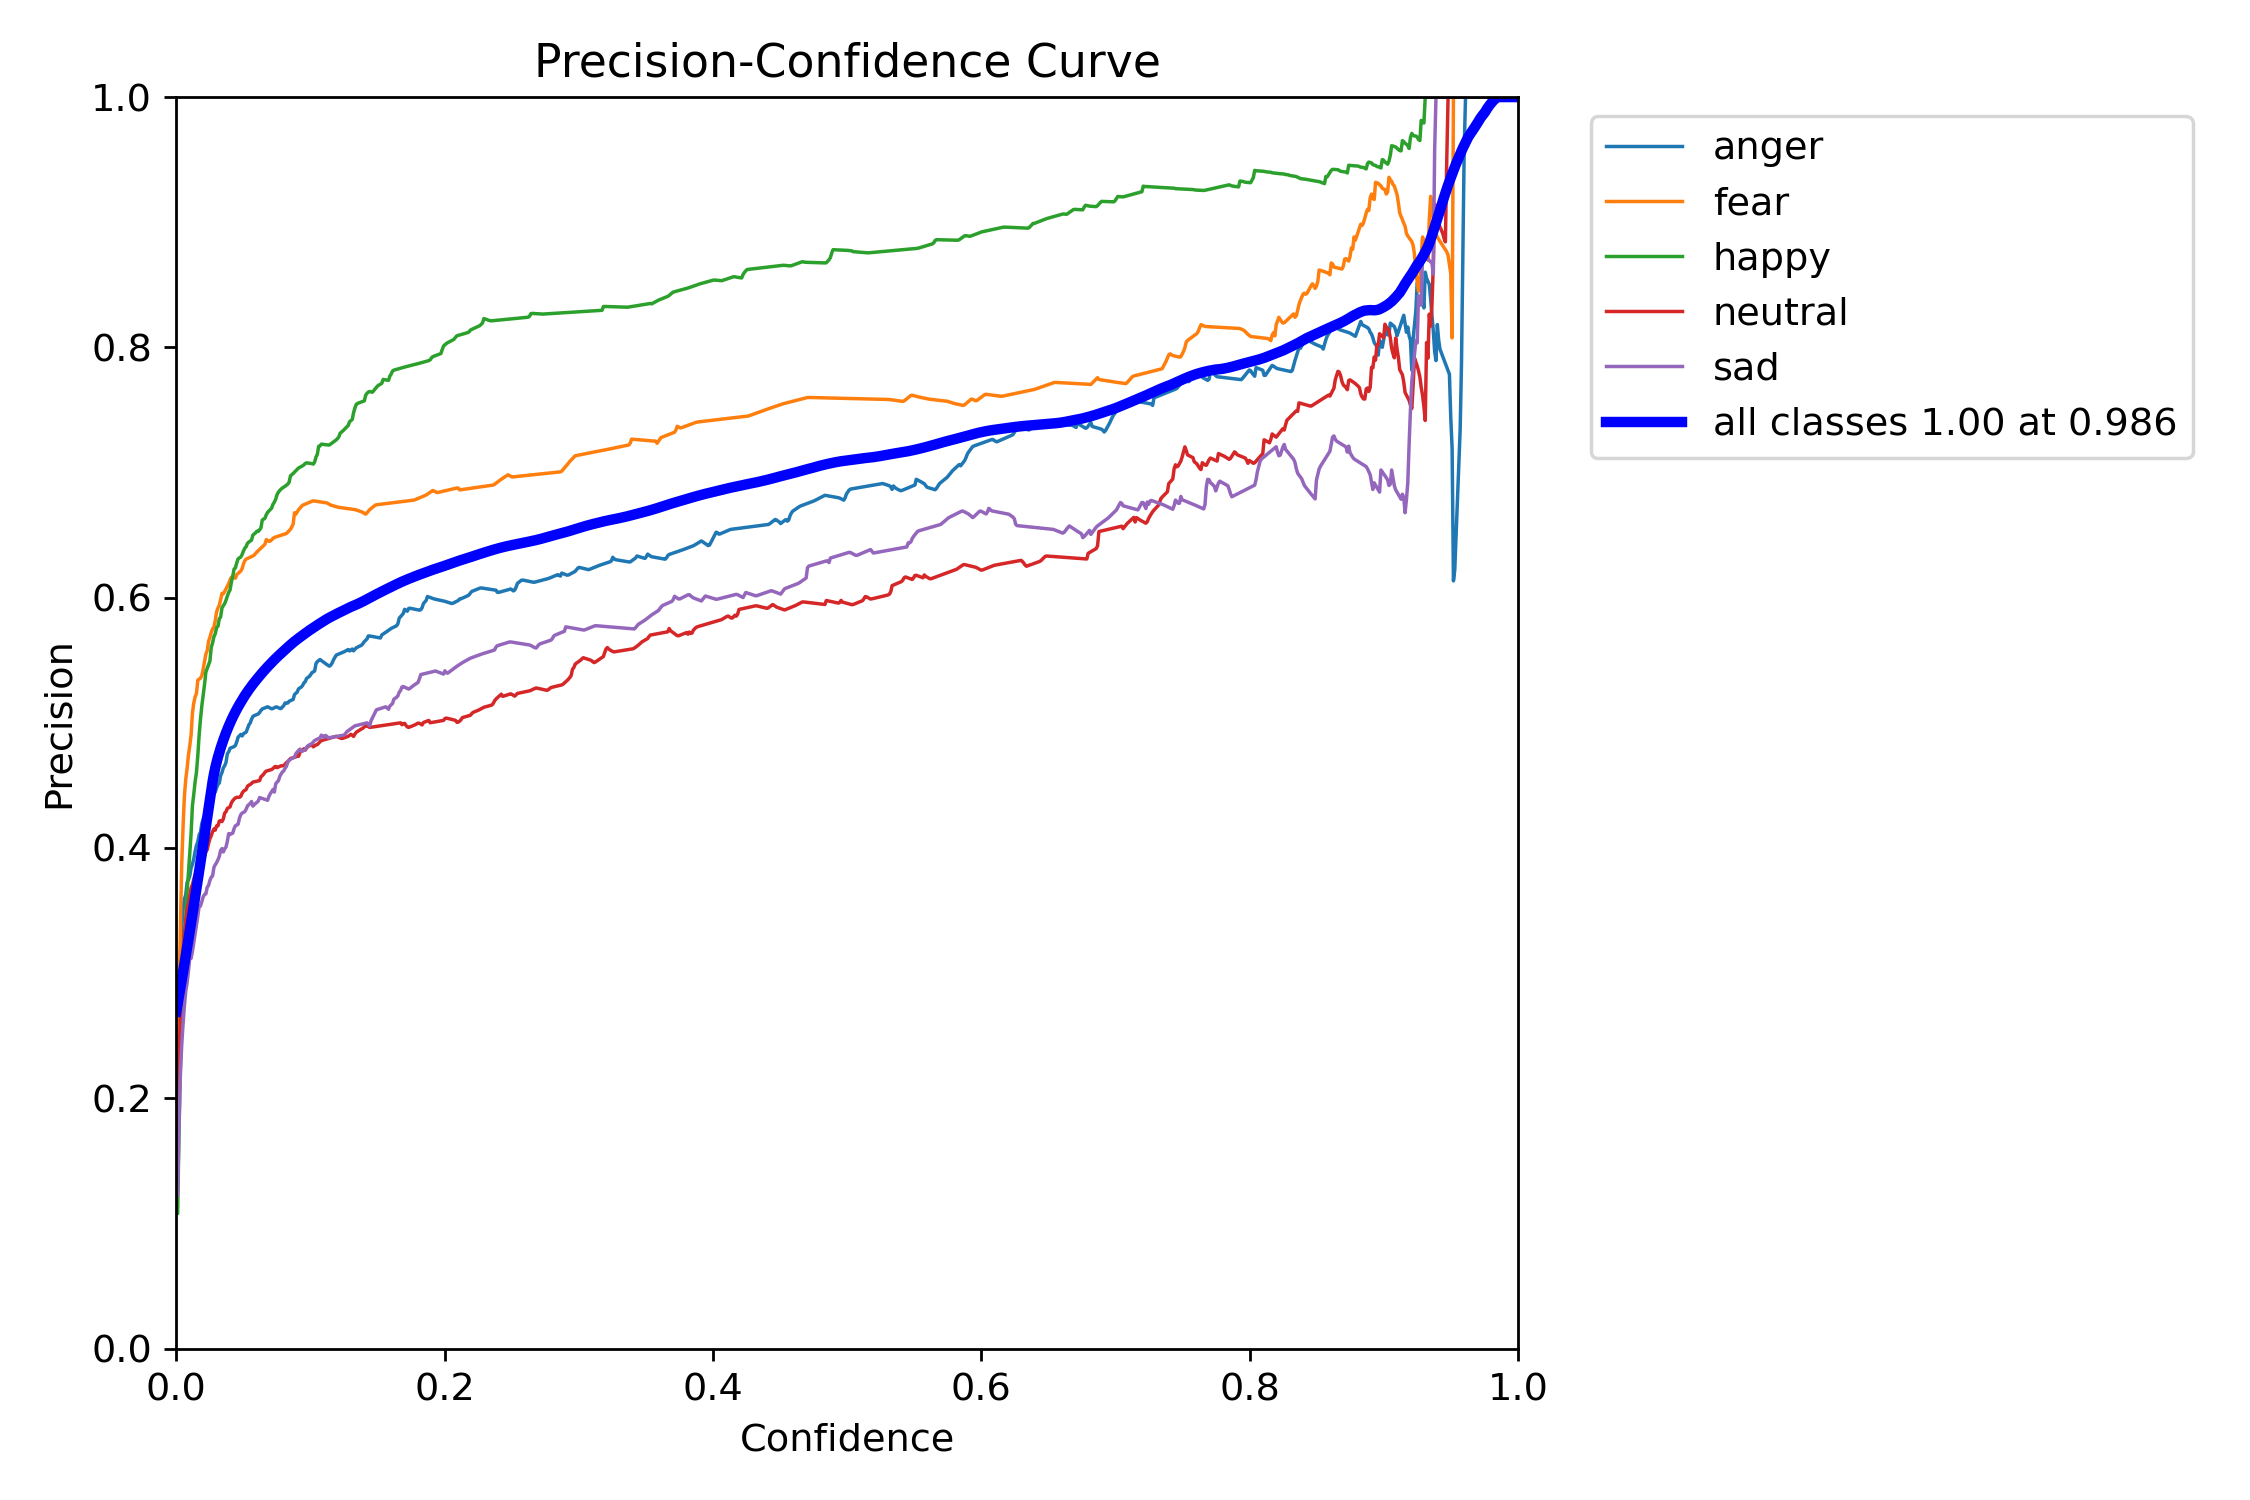 Precision-Confidence Curve
1.0
0.8
0.6
0.4
0.2
0.0
Precision
0.0 0.2 0.4 0.6 0.8 1.0
Confidence
anger
fear
happy
neutral
sad
all classes 1.00 at 0.986